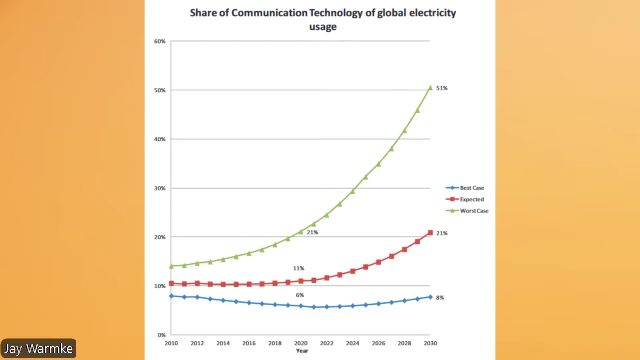 Share of Communication Technology of global electricity
usage
60%
50%
51%
40%
30%
Best Case
Expected
Worst Case
20%
21%
21%
11%
10%
6%
8%
0%
2010 2012 2014 2016 2018 2020 2022 2024 2026 2028 2030
Year
Jay Warmke